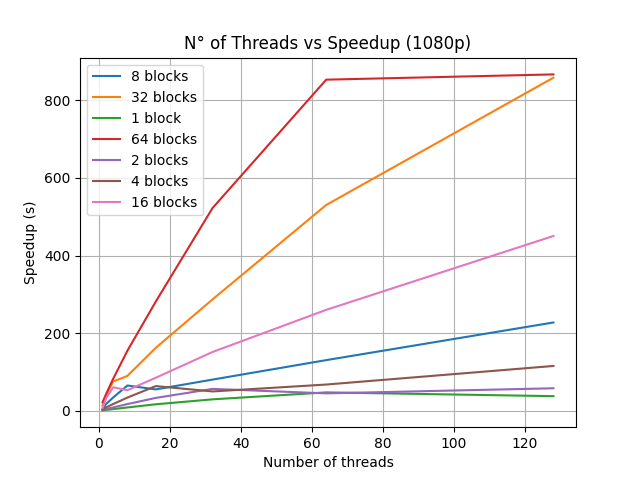 N° of Threads vs Speedup (1080p)
8 blocks
32 blocks
1 block
64 blocks
2 blocks
4 blocks
16 blocks
Speedup (s)
800
600
400
200
0
0 20 40 60 80 100 120
Number of threads